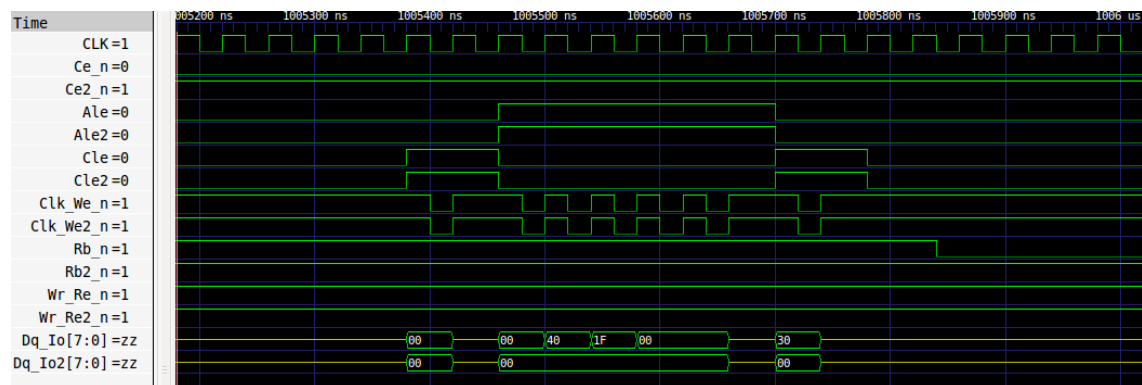 Time
005200 ns 1005300 ns 1005400 ns 1005500 ns 1005600 ns 1005700 ns 1005800 ns 1005900 ns 1006 us
CLK=1
Ce_n=0
Ce2_n=1
Ale=0
Ale2=0
Cle=0
Cle2=0
Clk_We_n=1
Clk_We2_n=1
Rb_n=1
Rb2_n=1
Wr_Re_n=1
Wr_Re2_n=1
Dq_Io[7:0]=zz 00 00 40 1F 00 30
Dq_Io2[7:0]=zz 00 00 00